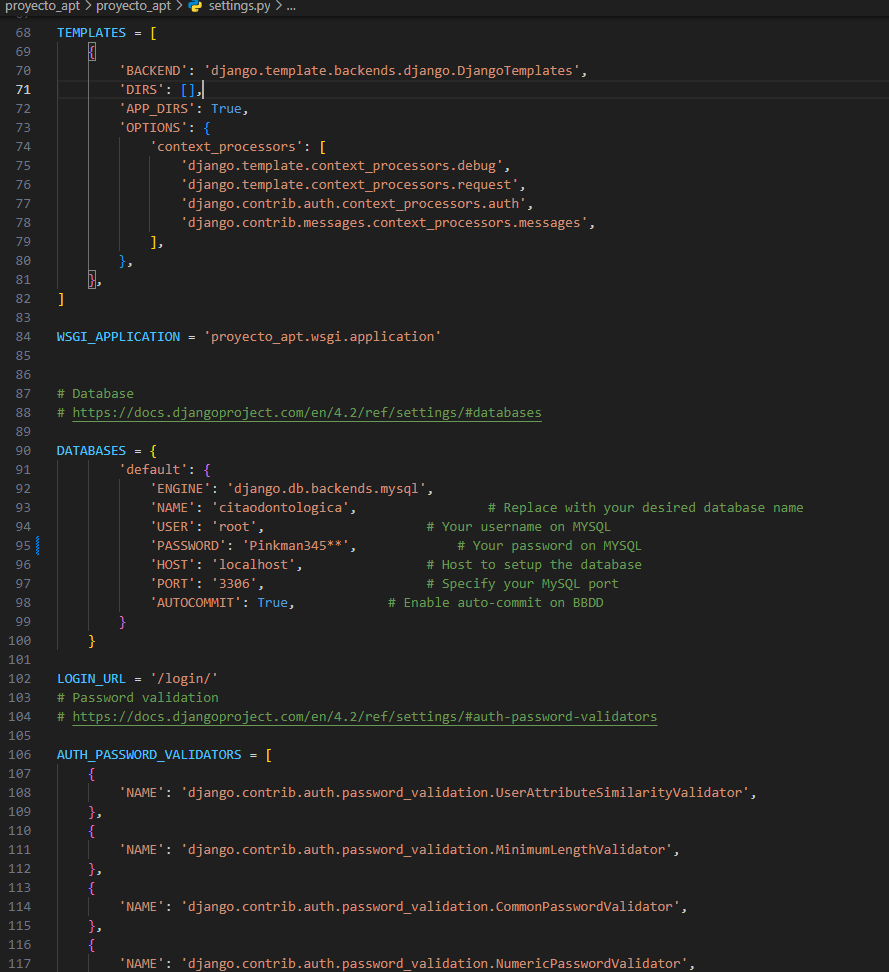 proyecto_apt > proyecto_apt > settings.py > ...
68 TEMPLATES = [
69     {
70         'BACKEND': 'django.template.backends.django.DjangoTemplates',
71         'DIRS': [],
72         'APP_DIRS': True,
73         'OPTIONS': {
74             'context_processors': [
75                 'django.template.context_processors.debug',
76                 'django.template.context_processors.request',
77                 'django.contrib.auth.context_processors.auth',
78                 'django.contrib.messages.context_processors.messages',
79             ],
80         },
81     },
82 ]
83
84 WSGI_APPLICATION = 'proyecto_apt.wsgi.application'
85
86
87 # Database
88 # https://docs.djangoproject.com/en/4.2/ref/settings/#databases
89
90 DATABASES = {
91         'default': {
92             'ENGINE': 'django.db.backends.mysql',
93             'NAME': 'citaodontologica',                 # Replace with your desired database name
94             'USER': 'root',                     # Your username on MYSQL
95             'PASSWORD': 'Pinkman345**',             # Your password on MYSQL
96             'HOST': 'localhost',                # Host to setup the database
97             'PORT': '3306',                     # Specify your MySQL port
98             'AUTOCOMMIT': True,            # Enable auto-commit on BBDD
99         }
100     }
101
102 LOGIN_URL = '/login/'
103 # Password validation
104 # https://docs.djangoproject.com/en/4.2/ref/settings/#auth-password-validators
105
106 AUTH_PASSWORD_VALIDATORS = [
107     {
108         'NAME': 'django.contrib.auth.password_validation.UserAttributeSimilarityValidator',
109     },
110     {
111         'NAME': 'django.contrib.auth.password_validation.MinimumLengthValidator',
112     },
113     {
114         'NAME': 'django.contrib.auth.password_validation.CommonPasswordValidator',
115     },
116     {
117         'NAME': 'django.contrib.auth.password_validation.NumericPasswordValidator',